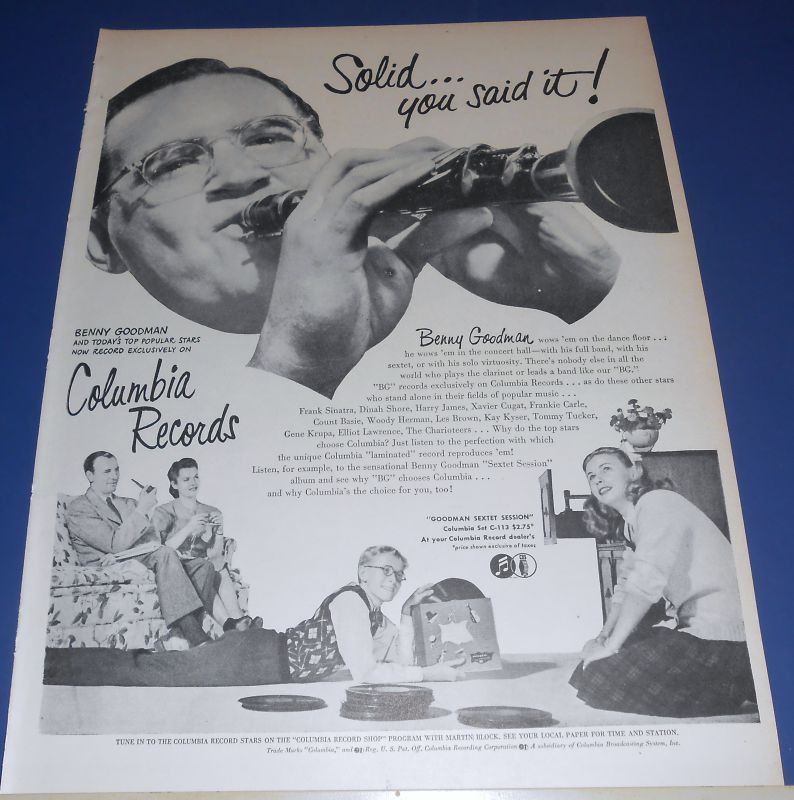 Solid...
you said it!
BENNY GOODMAN
AND TODAY'S TOP POPULAR STARS
NOW RECORD EXCLUSIVELY ON
Columbia
Records
Benny Goodman wows 'em on the dance floor...
he wows 'em in the concert hall—with his full band, with his
sextet, or with his solo virtuosity. There's nobody else in all the
world who plays the clarinet or leads a band like our "BG."
"BG" records exclusively on Columbia Records... as do these other stars
who stand alone in their fields of popular music...
Frank Sinatra, Dinah Shore, Harry James, Xavier Cugat, Frankie Carle,
Count Basie, Woody Herman, Les Brown, Kay Kyser, Tommy Tucker,
Gene Krupa, Elliot Lawrence, The Charioteers... Why do the top stars
choose Columbia? Just listen to the perfection with which
the unique Columbia "laminated" record reproduces 'em!
Listen, for example, to the sensational Benny Goodman "Sextet Session"
album and see why "BG" chooses Columbia...
and why Columbia's the choice for you, too!
"GOODMAN SEXTET SESSION"
Columbia Set C-113 $2.75*
At your Columbia Record dealer's
*price shown exclusive of taxes
CBS
TUNE IN TO THE COLUMBIA RECORD STARS ON THE "COLUMBIA RECORD SHOP" PROGRAM WITH MARTIN BLOCK. SEE YOUR LOCAL PAPER FOR TIME AND STATION.
Trade Marks "Columbia," and Reg. U. S. Pat. Off. Columbia Recording Corporation A subsidiary of Columbia Broadcasting System, Inc.